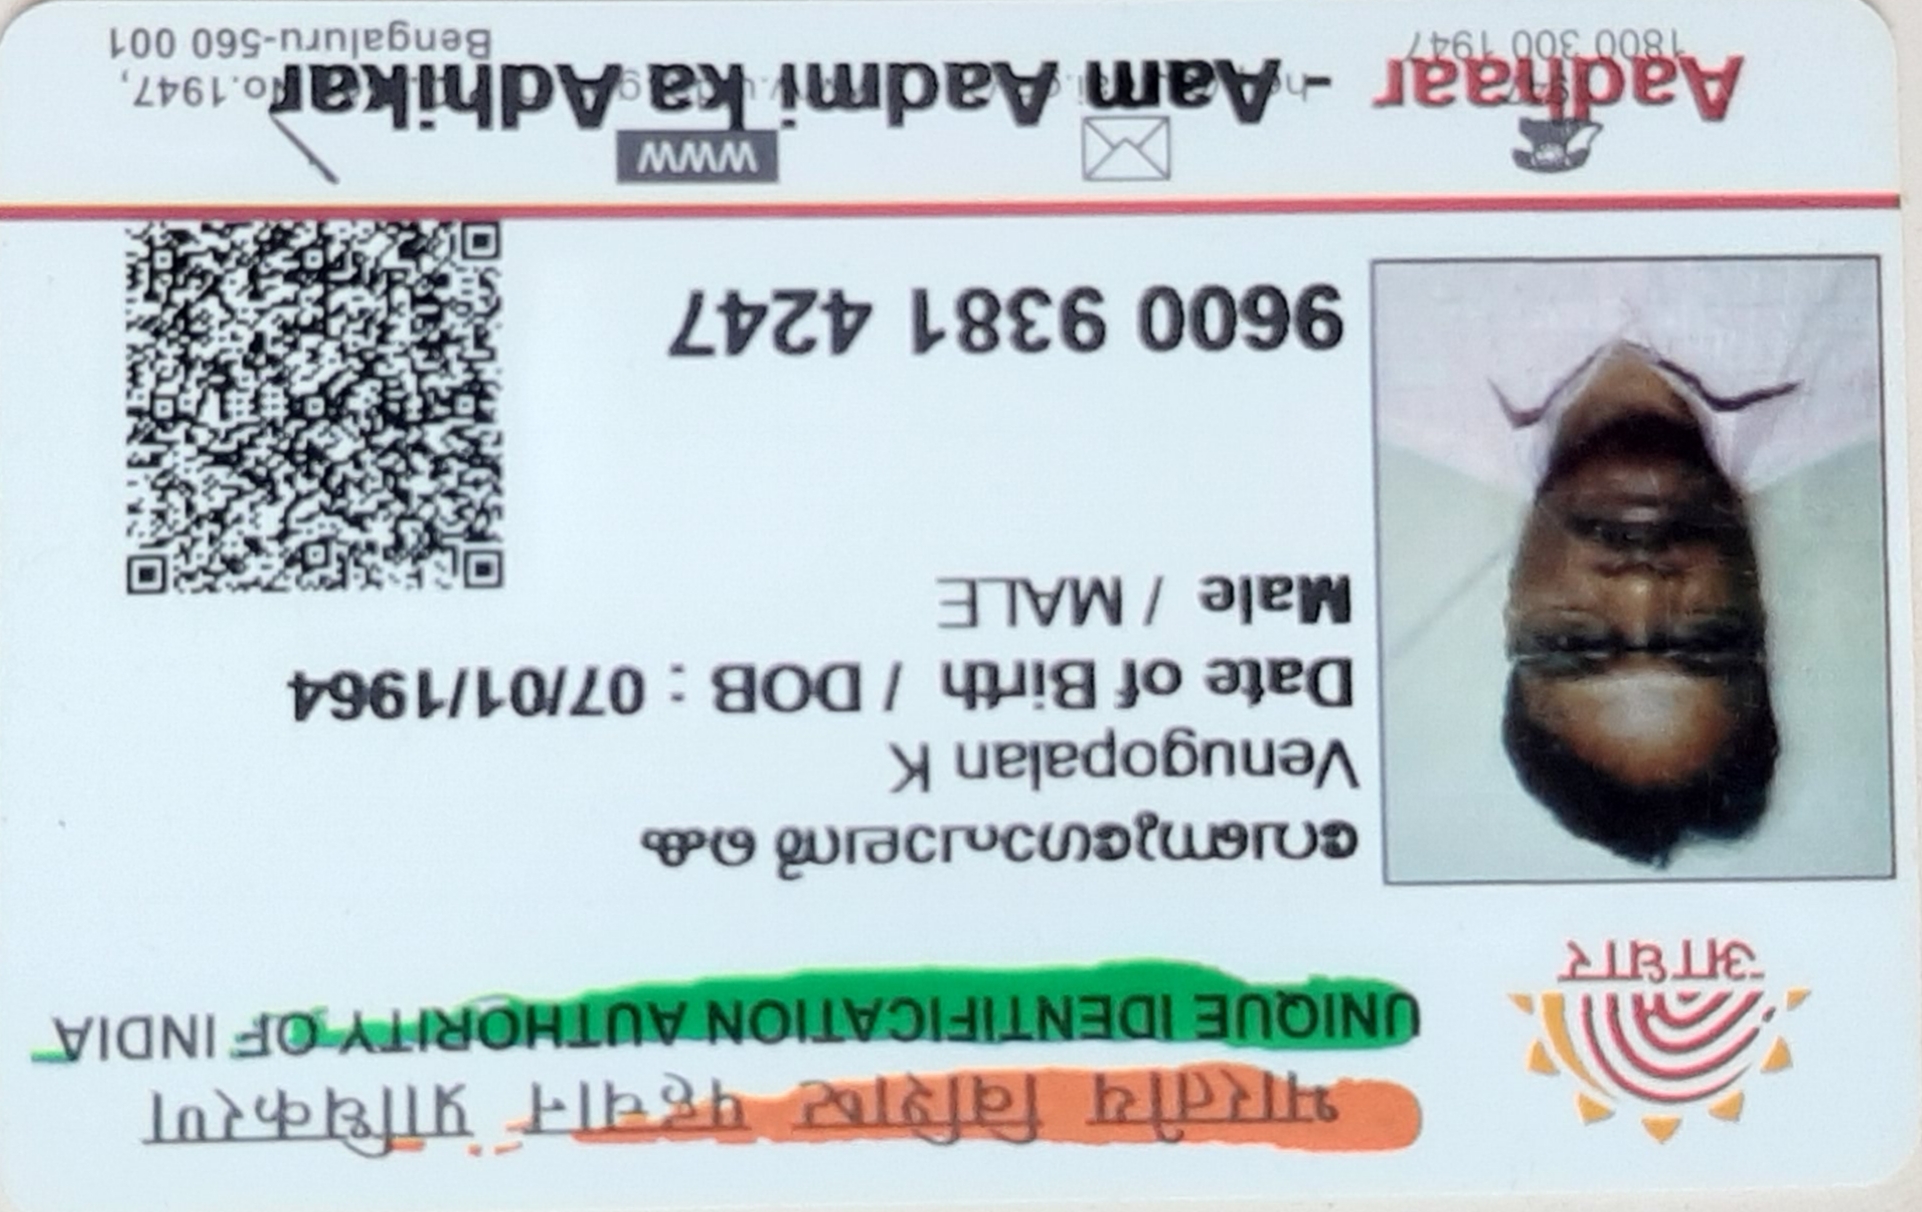 भारतीय विशिष्ट पहचान प्राधिकरण
UNIQUE IDENTIFICATION AUTHORITY OF INDIA
आधार
വേണുഗോപാലൻ കെ
Venugopalan K
Date of Birth / DOB : 07/01/1964
Male / MALE
9600 9381 4247
WWW
Aadhaar - Aam Aadmi ka Adhikar
No.1947,
1800 300 1947
Bengaluru-560 001